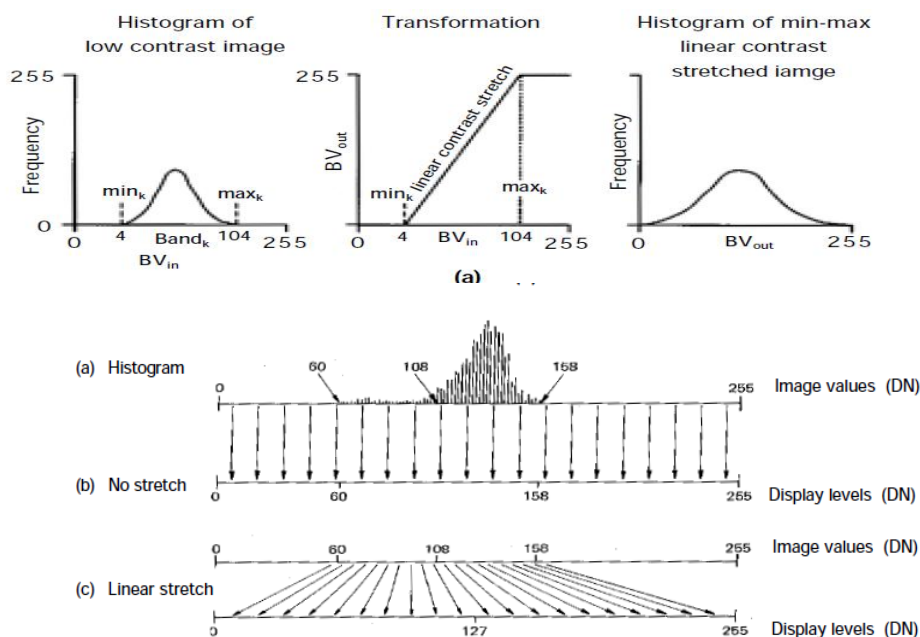 Histogram of
low contrast image
Transformation
Histogram of min-max
linear contrast
stretched iamge
255
Frequency
min_k
max_k
0
0
4
Band_k
104
255
BV_in
255
BV_out
linear contrast stretch
min_k
max_k
0
4
BV_in
104
255
255
Frequency
0
BV_out
255
(a)
(a) Histogram
0
60
108
158
255
Image values (DN)
(b) No stretch
0
60
158
255
Display levels (DN)
0
60
108
158
255
Image values (DN)
(c) Linear stretch
0
127
255
Display levels (DN)